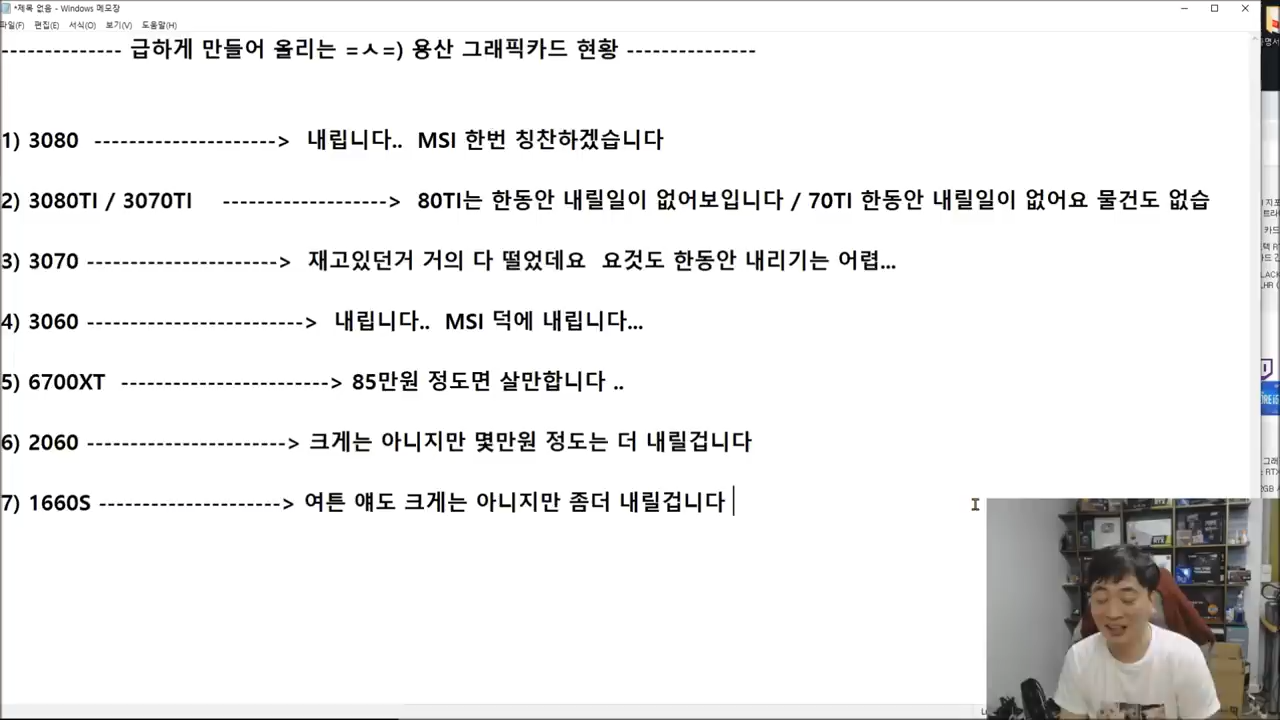 *제목 없음 - Windows 메모장
파일(F) 편집(E) 서식(O) 보기(V) 도움말(H)
-------------- 급하게 만들어 올리는 =ㅅ=) 용산 그래픽카드 현황 ---------------
1) 3080 ---------------------> 내립니다.. MSI 한번 칭찬하겠습니다
2) 3080TI / 3070TI -------------------> 80TI는 한동안 내릴일이 없어보입니다 / 70TI 한동안 내릴일이 없어요 물건도 없습
3) 3070 ----------------------> 재고있던거 거의 다 떨었데요 요것도 한동안 내리기는 어렵...
4) 3060 -------------------------> 내립니다.. MSI 덕에 내립니다...
5) 6700XT ------------------------> 85만원 정도면 살만합니다 ..
6) 2060 -----------------------> 크게는 아니지만 몇만원 정도는 더 내릴겁니다
7) 1660S ---------------------> 여튼 얘도 크게는 아니지만 좀더 내릴겁니다